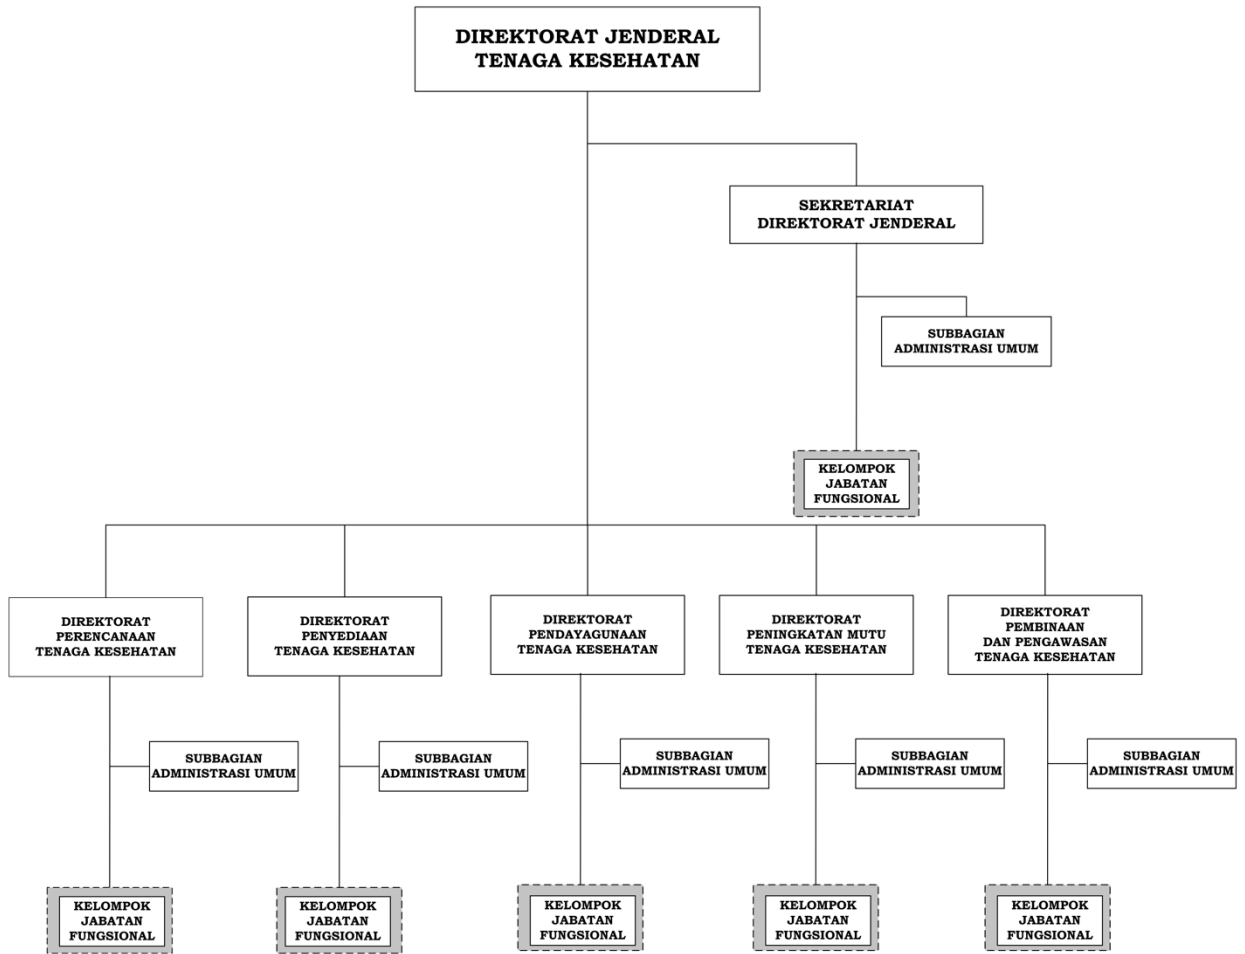 DIREKTORAT JENDERAL
TENAGA KESEHATAN
SEKRETARIAT
DIREKTORAT JENDERAL
SUBBAGIAN
ADMINISTRASI UMUM
KELOMPOK
JABATAN
FUNGSIONAL
DIREKTORAT
PERENCANAAN
TENAGA KESEHATAN
DIREKTORAT
PENYEDIAAN
TENAGA KESEHATAN
DIREKTORAT
PENDAYAGUNAAN
TENAGA KESEHATAN
DIREKTORAT
PENINGKATAN MUTU
TENAGA KESEHATAN
DIREKTORAT
PEMBINAAN
DAN PENGAWASAN
TENAGA KESEHATAN
SUBBAGIAN
ADMINISTRASI UMUM
SUBBAGIAN
ADMINISTRASI UMUM
SUBBAGIAN
ADMINISTRASI UMUM
SUBBAGIAN
ADMINISTRASI UMUM
SUBBAGIAN
ADMINISTRASI UMUM
KELOMPOK
JABATAN
FUNGSIONAL
KELOMPOK
JABATAN
FUNGSIONAL
KELOMPOK
JABATAN
FUNGSIONAL
KELOMPOK
JABATAN
FUNGSIONAL
KELOMPOK
JABATAN
FUNGSIONAL